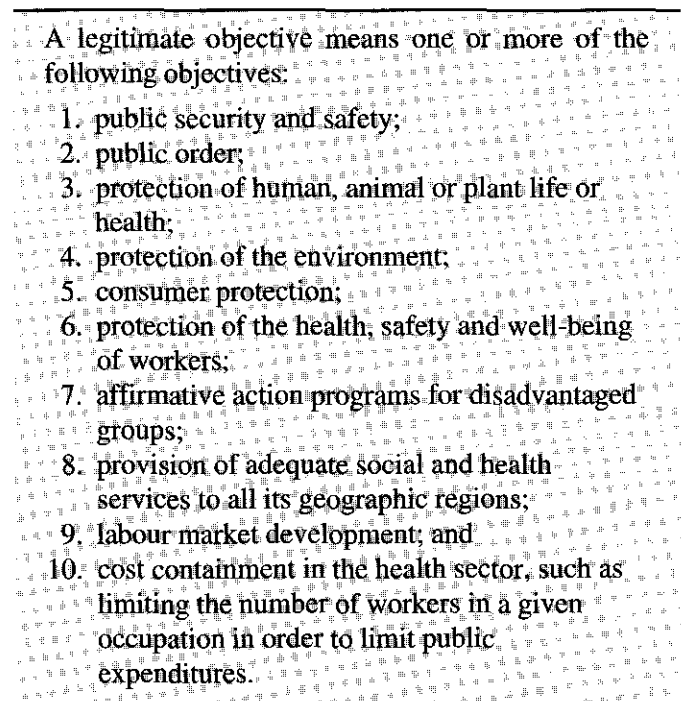 A legitimate objective means one or more of the
following objectives:
1. public security and safety;
2. public order;
3. protection of human, animal or plant life or
health;
4. protection of the environment;
5. consumer protection;
6. protection of the health, safety and well-being
of workers;
7. affirmative action programs for disadvantaged
groups;
8. provision of adequate social and health
services to all its geographic regions;
9. labour market development; and
10. cost containment in the health sector, such as
limiting the number of workers in a given
occupation in order to limit public
expenditures.